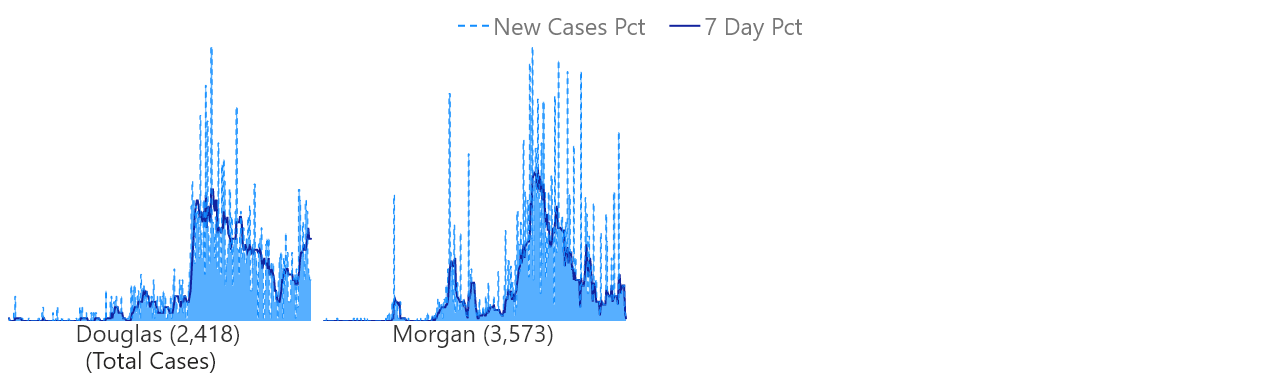 New Cases Pct 7 Day Pct
Douglas (2,418) Morgan (3,573)
(Total Cases)